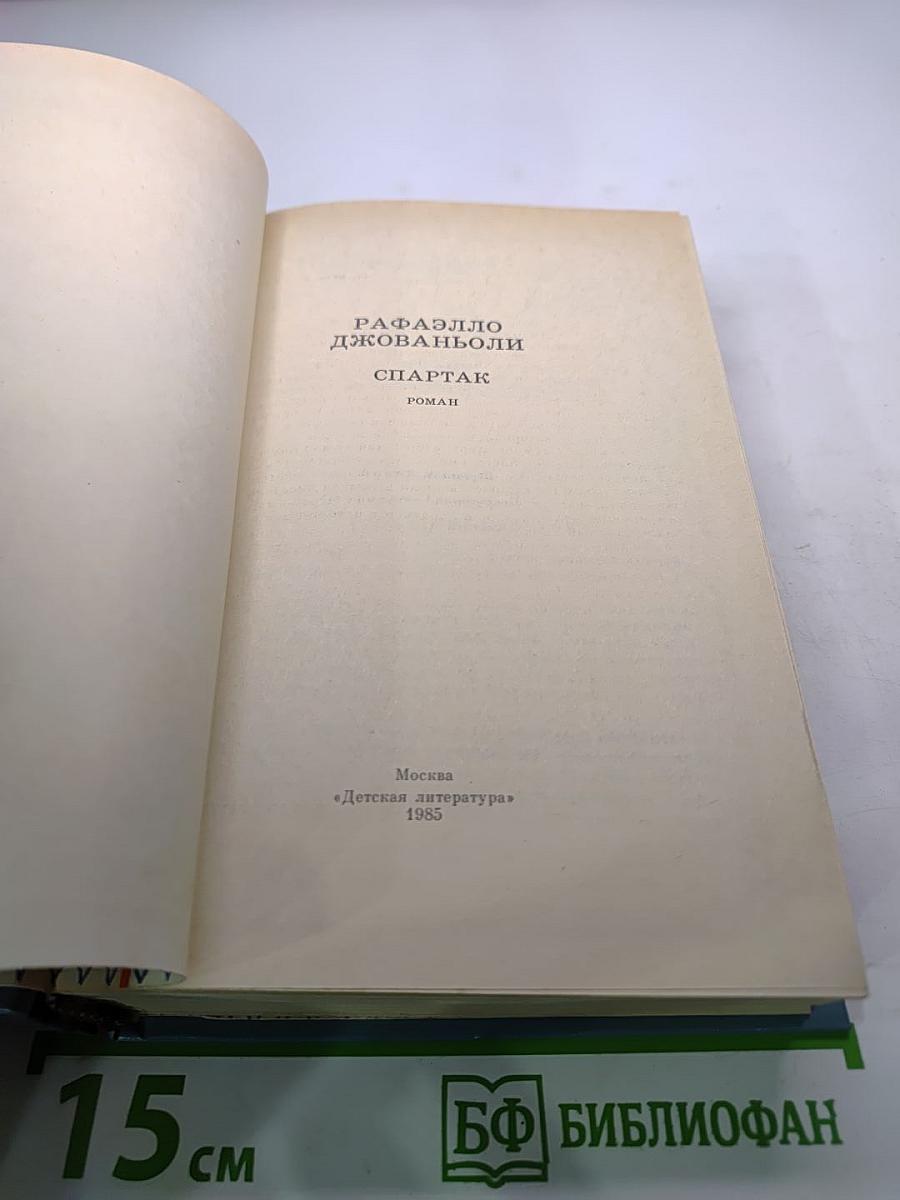 РАФАЭЛЛО
ДЖОВАНЬОЛИ
СПАРТАК
РОМАН
Москва
«Детская литература»
1985
15 см
БФ БИБЛИОФАН